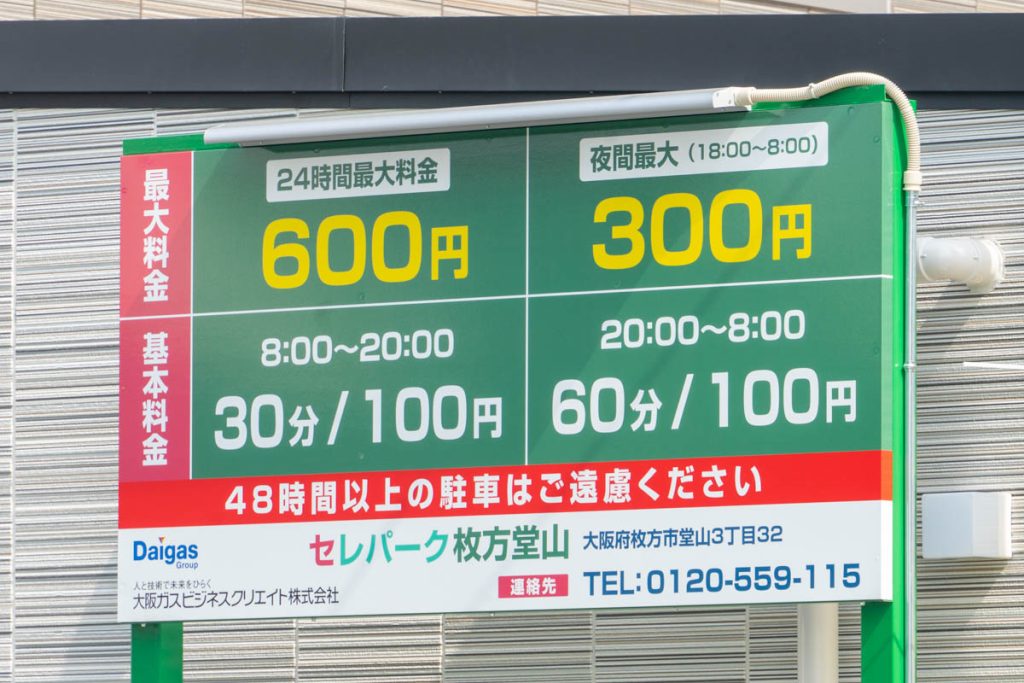 最大料金
24時間最大料金
600円
夜間最大（18:00〜8:00）
300円
基本料金
8:00〜20:00
30分/100円
20:00〜8:00
60分/100円
48時間以上の駐車はご遠慮ください
Daigas
Group
人と技術で未来をひらく
大阪ガスビジネスクリエイト株式会社
セレパーク枚方堂山 大阪府枚方市堂山3丁目32
連絡先 TEL:0120-559-115